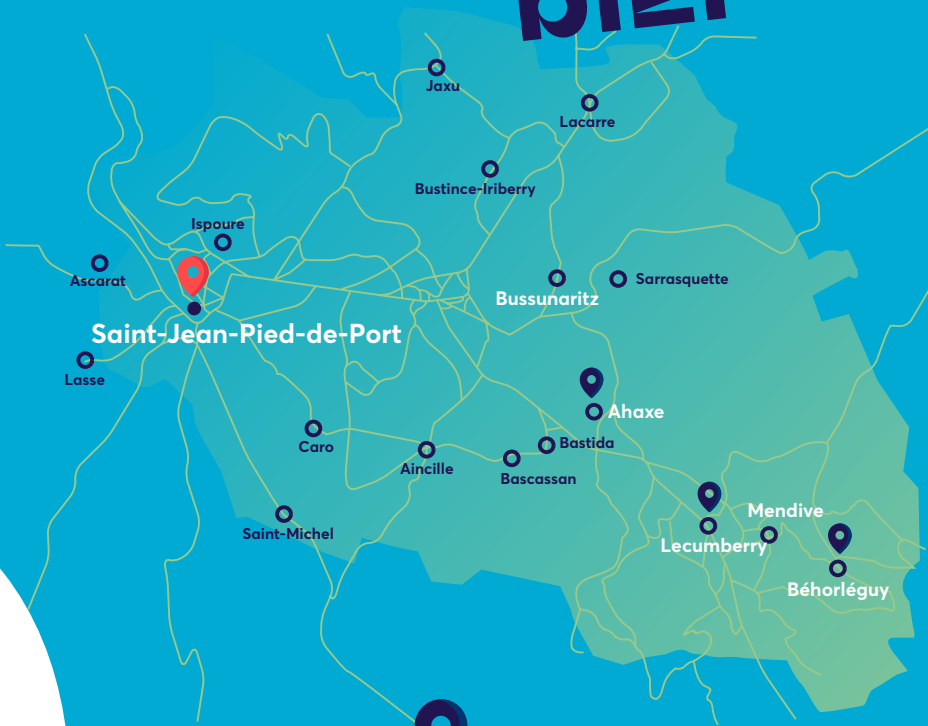 Jaxu
Lacarre
Bustince-Iriberry
Ispoure
Ascarat
Sarrasquette
Bussunaritz
Saint-Jean-Pied-de-Port
Lasse
Ahaxe
Caro
Bastida
Aincille
Bascassan
Mendive
Saint-Michel
Lecumberry
Béhorléguy